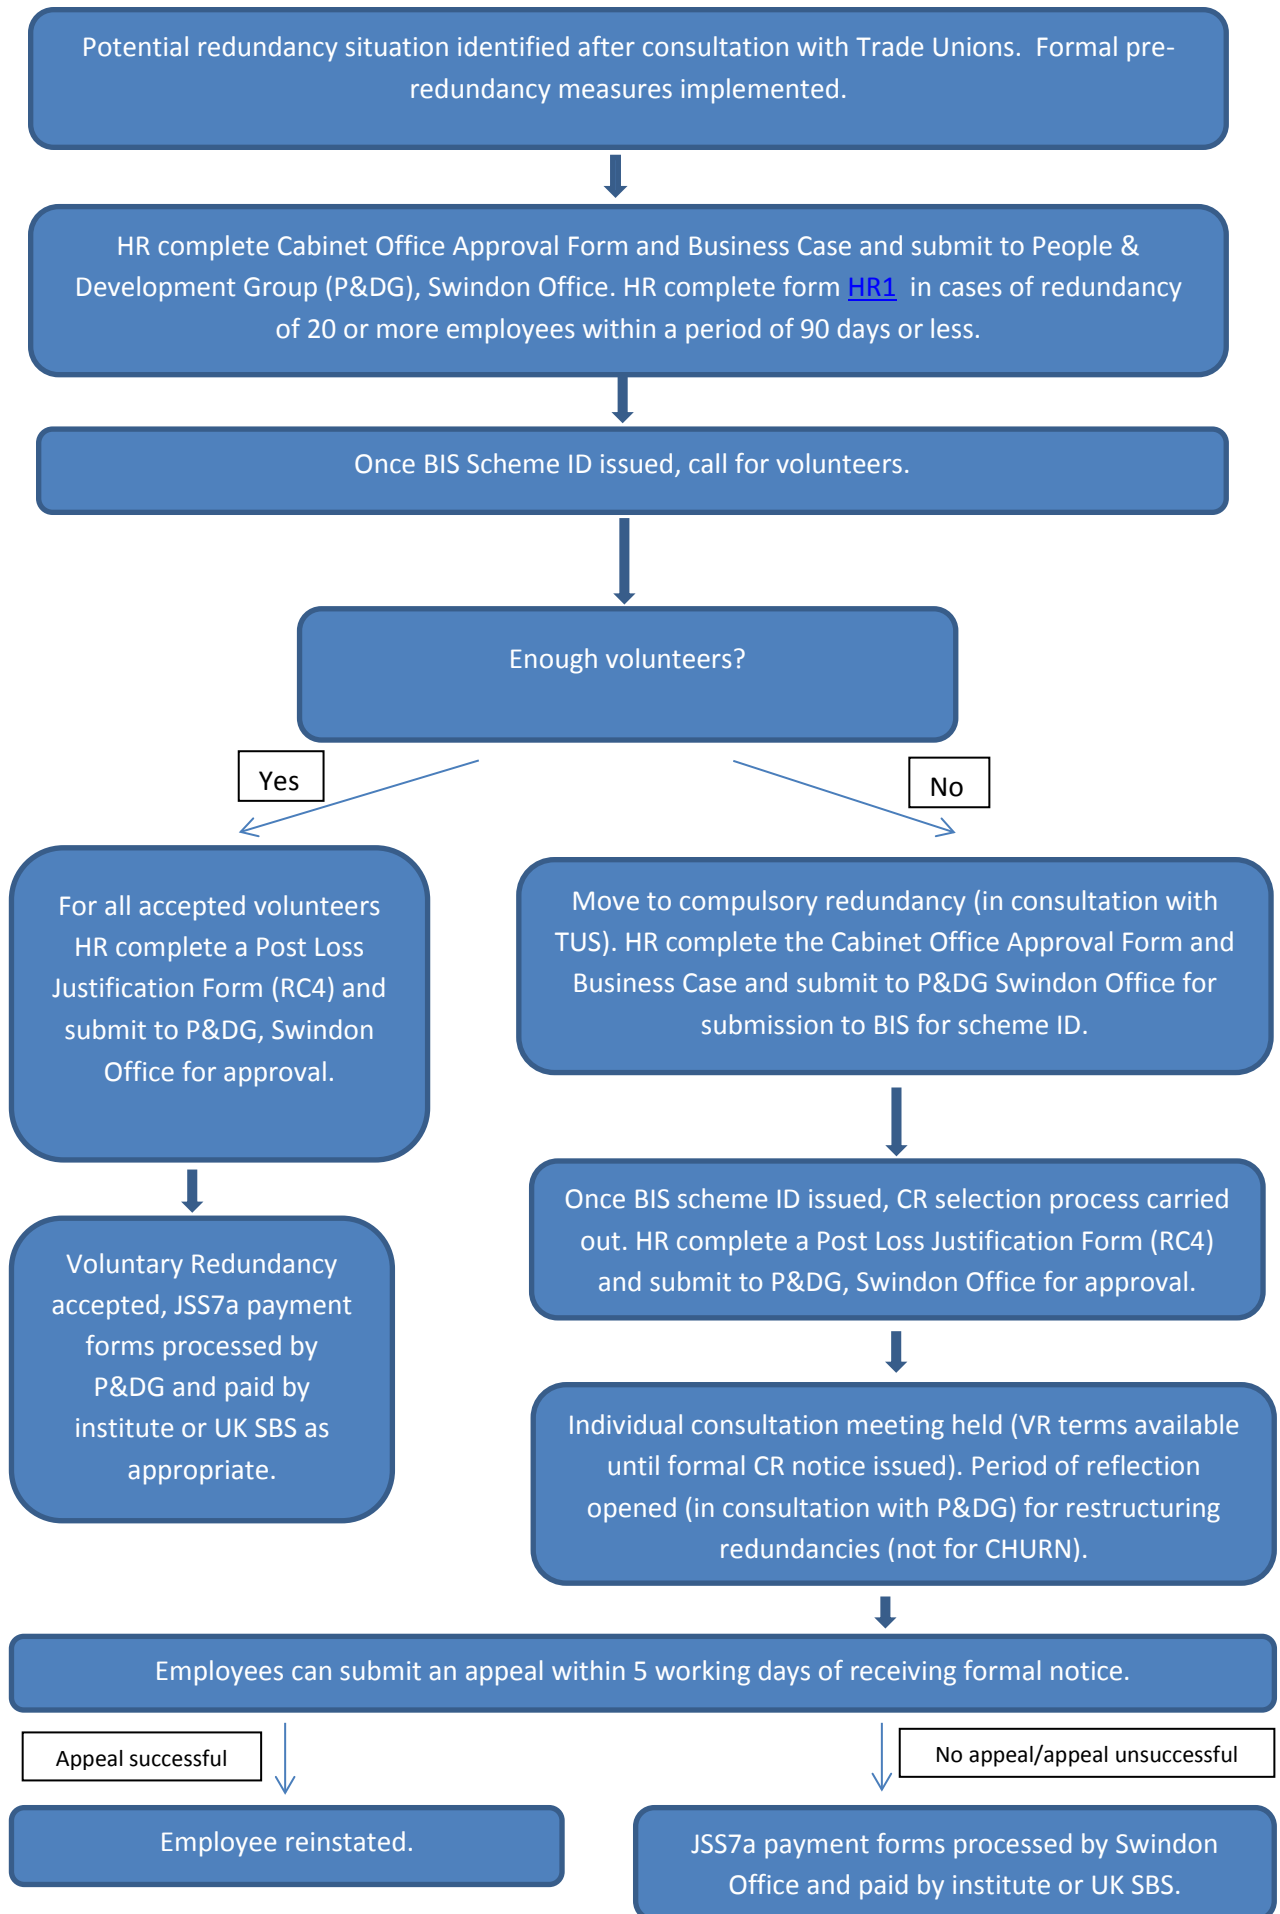 Potential redundancy situation identified after consultation with Trade Unions.  Formal pre-
redundancy measures implemented.
HR complete Cabinet Office Approval Form and Business Case and submit to People &
Development Group (P&DG), Swindon Office. HR complete form HR1  in cases of redundancy
of 20 or more employees within a period of 90 days or less.
Once BIS Scheme ID issued, call for volunteers.
Enough volunteers?
Yes
No
For all accepted volunteers
HR complete a Post Loss
Justification Form (RC4) and
submit to P&DG, Swindon
Office for approval.
Move to compulsory redundancy (in consultation with
TUS). HR complete the Cabinet Office Approval Form and
Business Case and submit to P&DG Swindon Office for
submission to BIS for scheme ID.
Voluntary Redundancy
accepted, JSS7a payment
forms processed by
P&DG and paid by
institute or UK SBS as
appropriate.
Once BIS scheme ID issued, CR selection process carried
out. HR complete a Post Loss Justification Form (RC4)
and submit to P&DG, Swindon Office for approval.
Individual consultation meeting held (VR terms available
until formal CR notice issued). Period of reflection
opened (in consultation with P&DG) for restructuring
redundancies (not for CHURN).
Employees can submit an appeal within 5 working days of receiving formal notice.
Appeal successful
No appeal/appeal unsuccessful
Employee reinstated.
JSS7a payment forms processed by Swindon
Office and paid by institute or UK SBS.